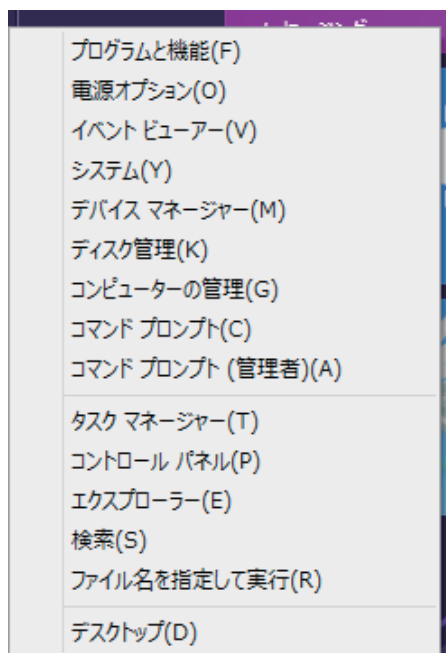 プログラムと機能(F)
電源オプション(O)
イベント ビューアー(V)
システム(Y)
デバイス マネージャー(M)
ディスク管理(K)
コンピューターの管理(G)
コマンド プロンプト(C)
コマンド プロンプト (管理者)(A)
タスク マネージャー(T)
コントロール パネル(P)
エクスプローラー(E)
検索(S)
ファイル名を指定して実行(R)
デスクトップ(D)